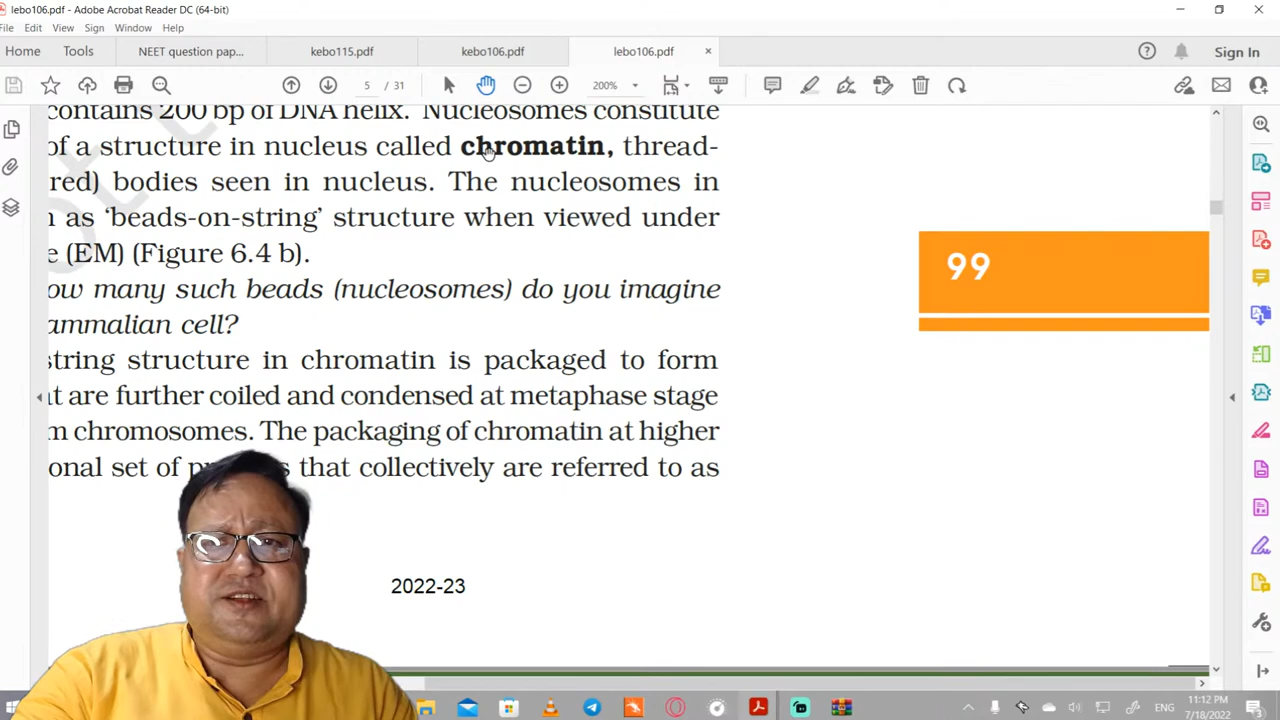 lebo106.pdf - Adobe Acrobat Reader DC (64-bit)
File Edit View Sign Window Help
Home Tools NEET question pap... kebo115.pdf kebo106.pdf lebo106.pdf × Sign In
5 / 31 200%
contains 200 bp of DNA helix. Nucleosomes constitute
of a structure in nucleus called chromatin, thread-
red) bodies seen in nucleus. The nucleosomes in
as 'beads-on-string' structure when viewed under
e (EM) (Figure 6.4 b).
ow many such beads (nucleosomes) do you imagine
ammalian cell?
string structure in chromatin is packaged to form
t are further coiled and condensed at metaphase stage
m chromosomes. The packaging of chromatin at higher
onal set of that collectively are referred to as
99
2022-23
ENG
11:12 PM
7/18/2022